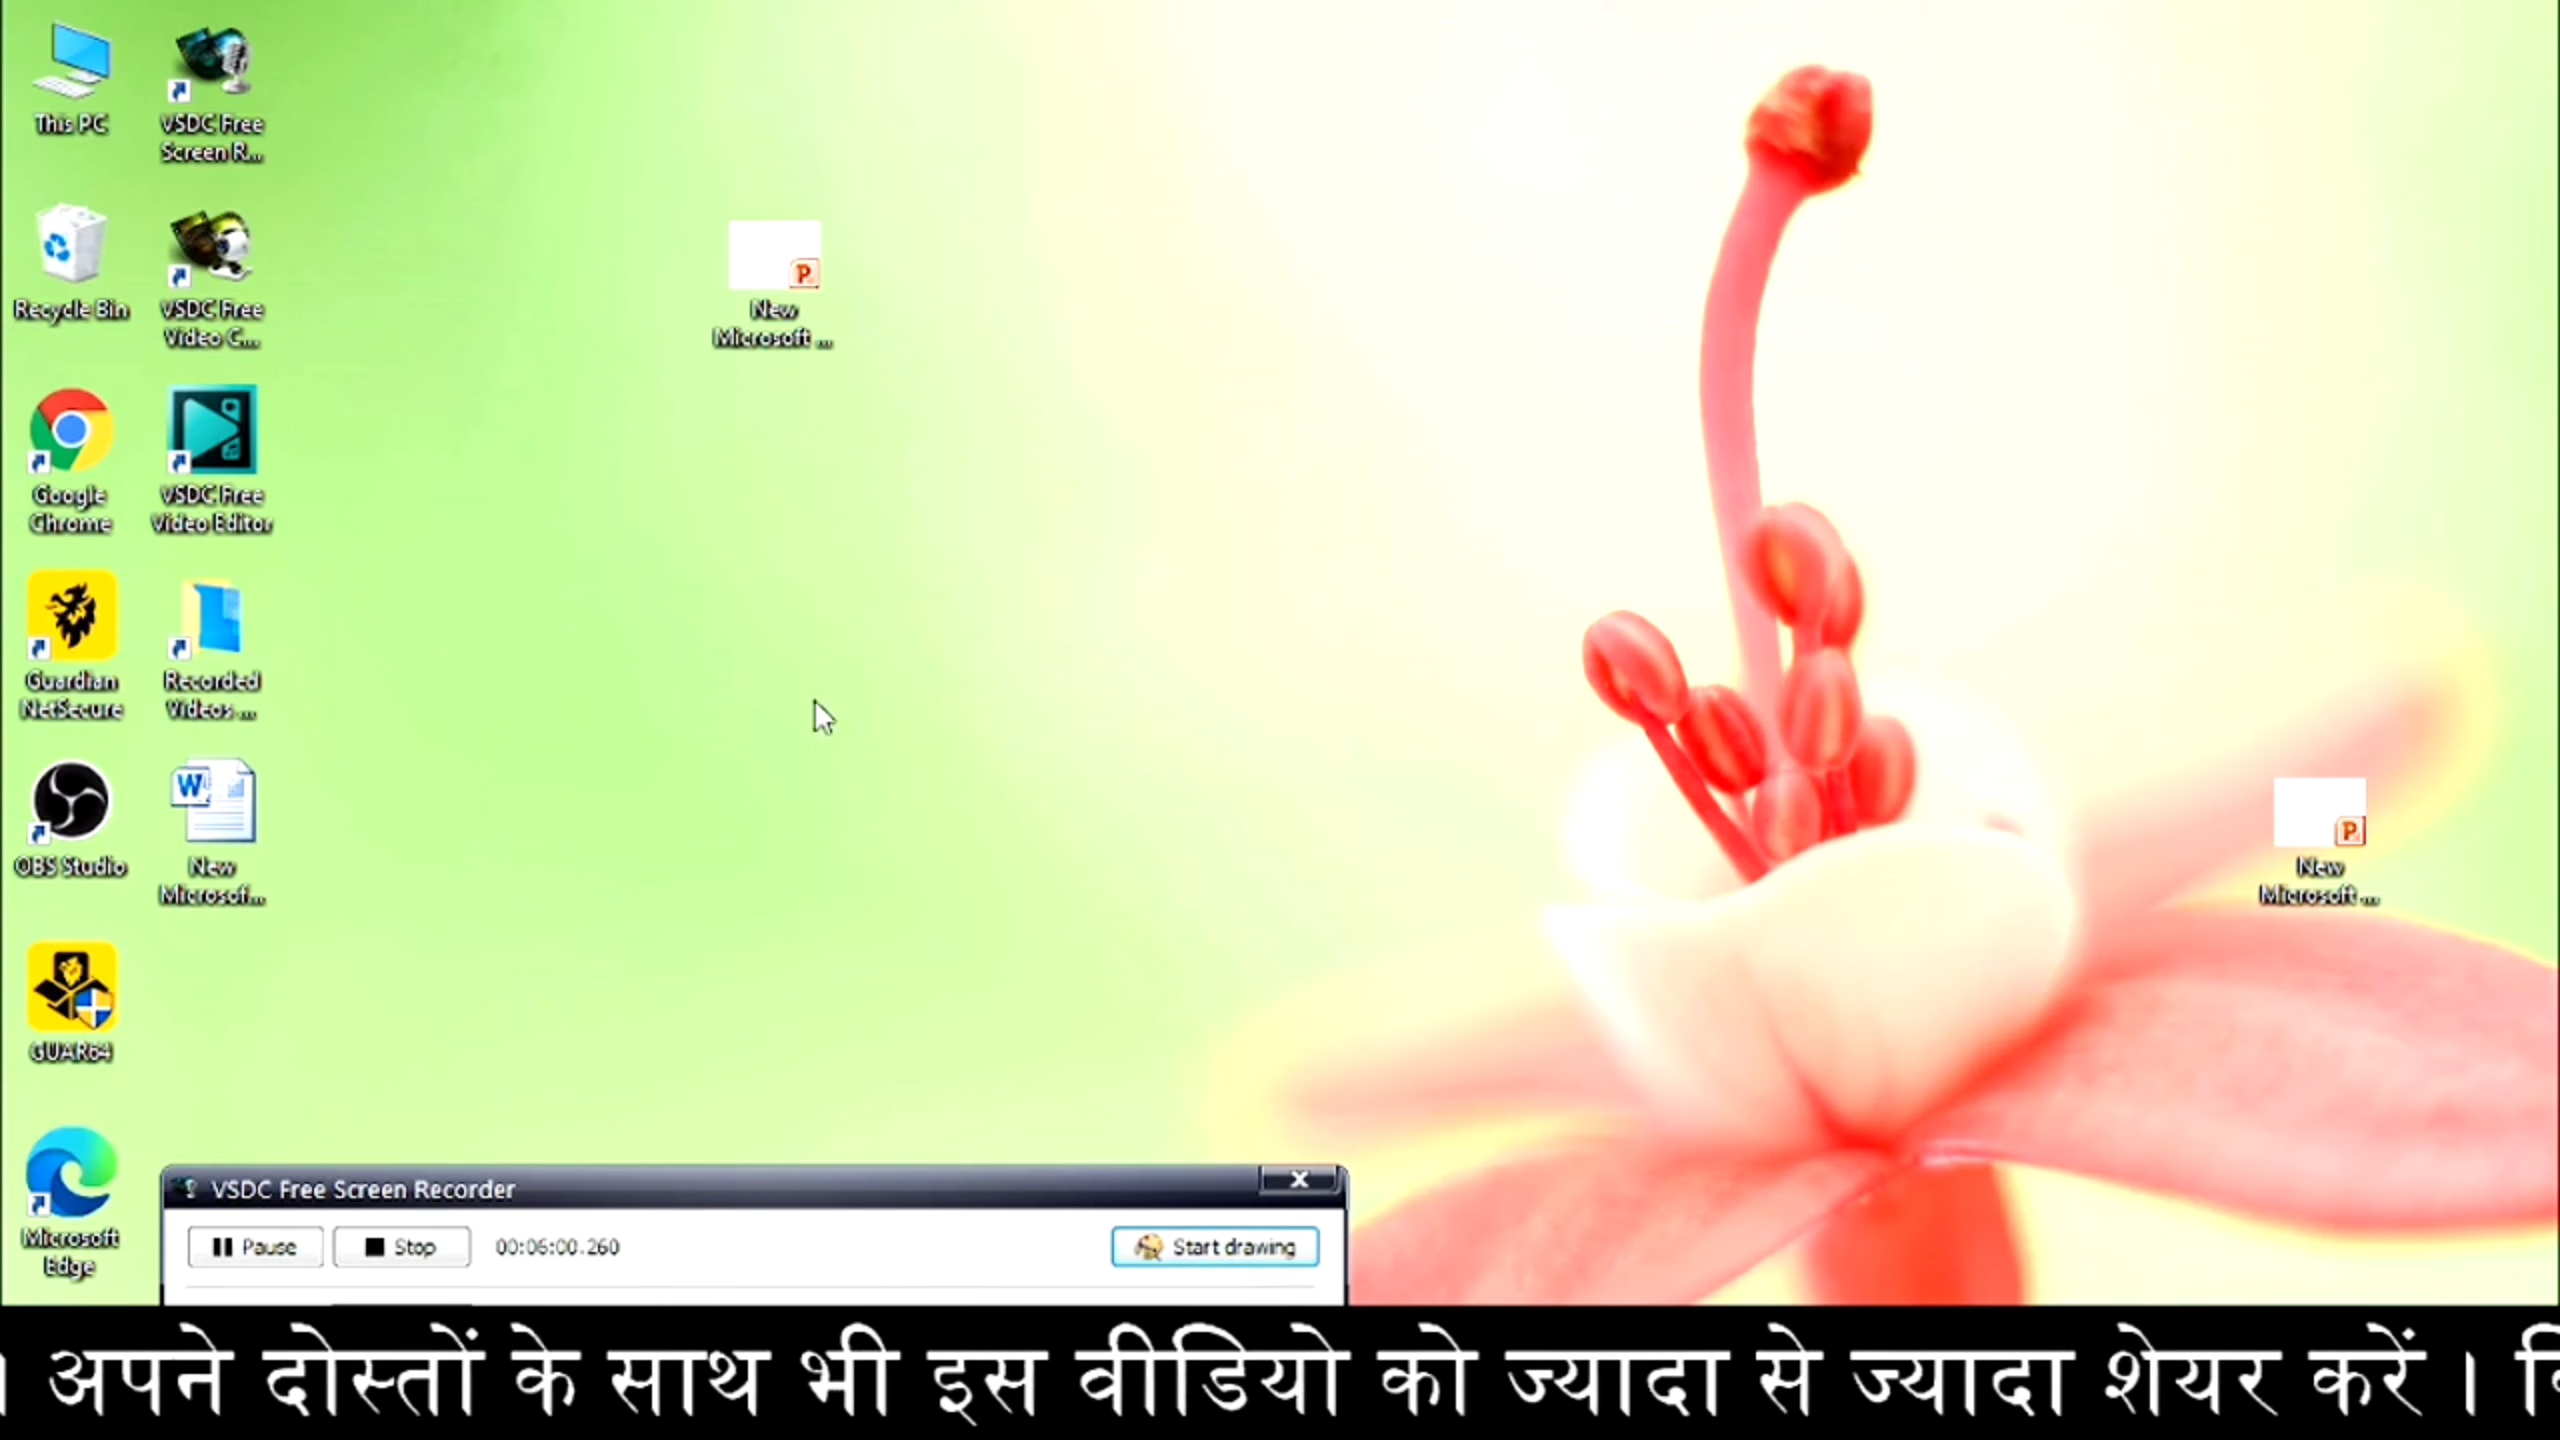 This PC
VSDC Free
Screen R...
Recycle Bin
VSDC Free
Video C...
New
Microsoft ...
Google
Chrome
VSDC Free
Video Editor
Guardian
NetSecure
Recorded
Videos ...
OBS Studio
New
Microsof...
New
Microsoft ...
GUAR64
Microsoft
Edge
VSDC Free Screen Recorder
Pause
Stop
00:06:00.260
Start drawing
। अपने दोस्तों के साथ भी इस वीडियो को ज्यादा से ज्यादा शेयर करें ।